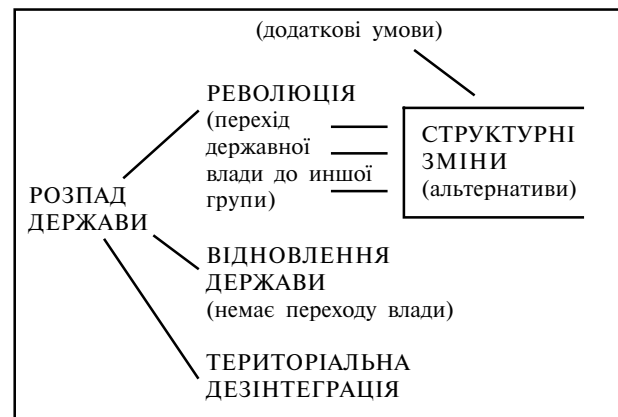 (додаткові умови)
РЕВОЛЮЦІЯ
(перехід
державної
влади до иншої
групи)
СТРУКТУРНІ
ЗМІНИ
(альтернативи)
РОЗПАД
ДЕРЖАВИ
ВІДНОВЛЕННЯ
ДЕРЖАВИ
(немає переходу влади)
ТЕРИТОРІАЛЬНА
ДЕЗІНТЕГРАЦІЯ